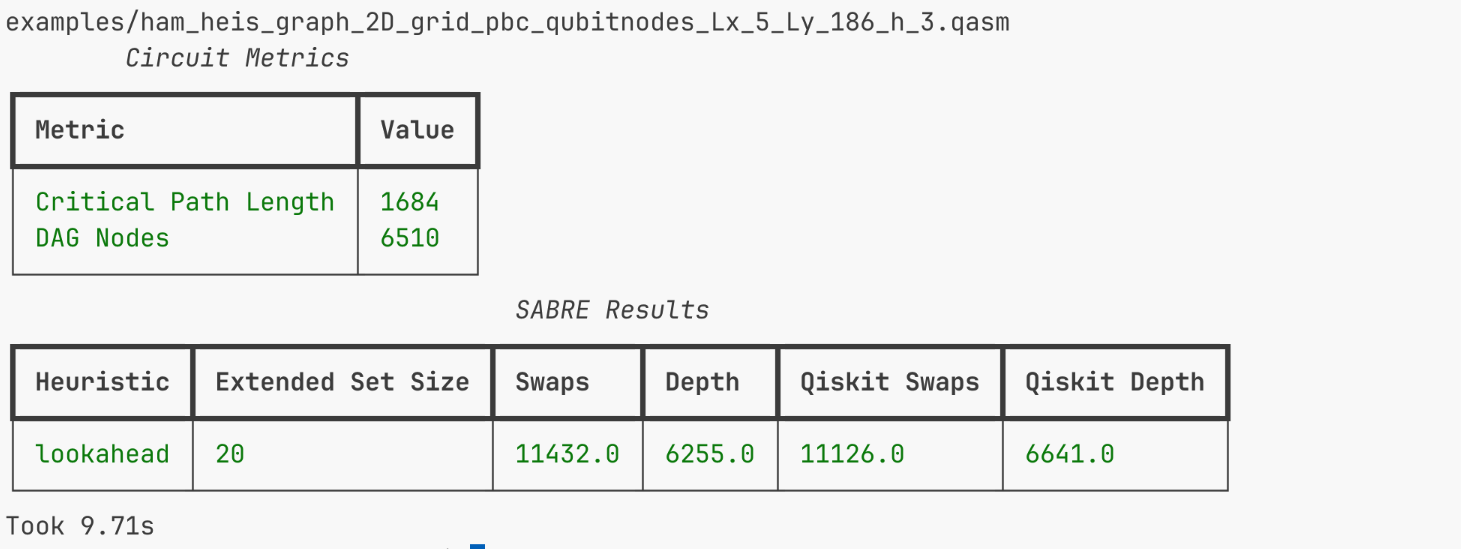 examples/ham_heis_graph_2D_grid_pbc_qubitnodes_Lx_5_Ly_186_h_3.qasm
Circuit Metrics
Metric Value
Critical Path Length 1684
DAG Nodes 6510
SABRE Results
Heuristic Extended Set Size Swaps Depth Qiskit Swaps Qiskit Depth
lookahead 20 11432.0 6255.0 11126.0 6641.0
Took 9.71s